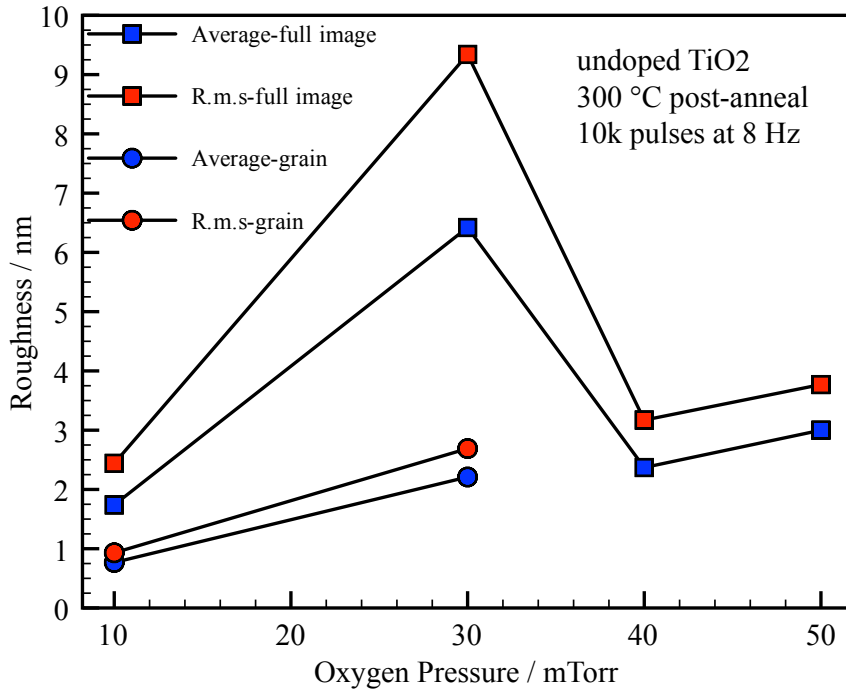 10
9
8
7
6
5
4
3
2
1
0
Roughness / nm
Average-full image
R.m.s-full image
Average-grain
R.m.s-grain
undoped TiO2
300 °C post-anneal
10k pulses at 8 Hz
10 20 30 40 50
Oxygen Pressure / mTorr